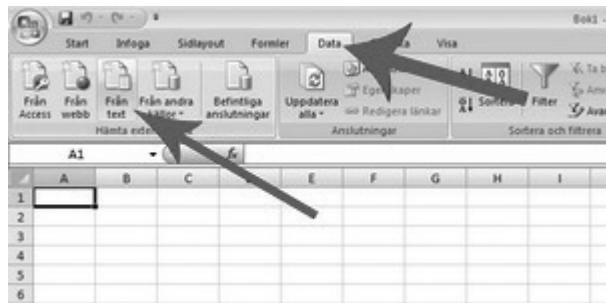 Bok1 -
Start Infoga Sidlayout Formler Data Visa
Från Access
Från webb
Från text
Från andra
Befintliga anslutningar
Hämta
Uppdatera alla
Redigera länkar
Anslutningar
Sortera
Filter
Sortera och filtrera
A1
A B C E F G H I
1
2
3
4
5
6